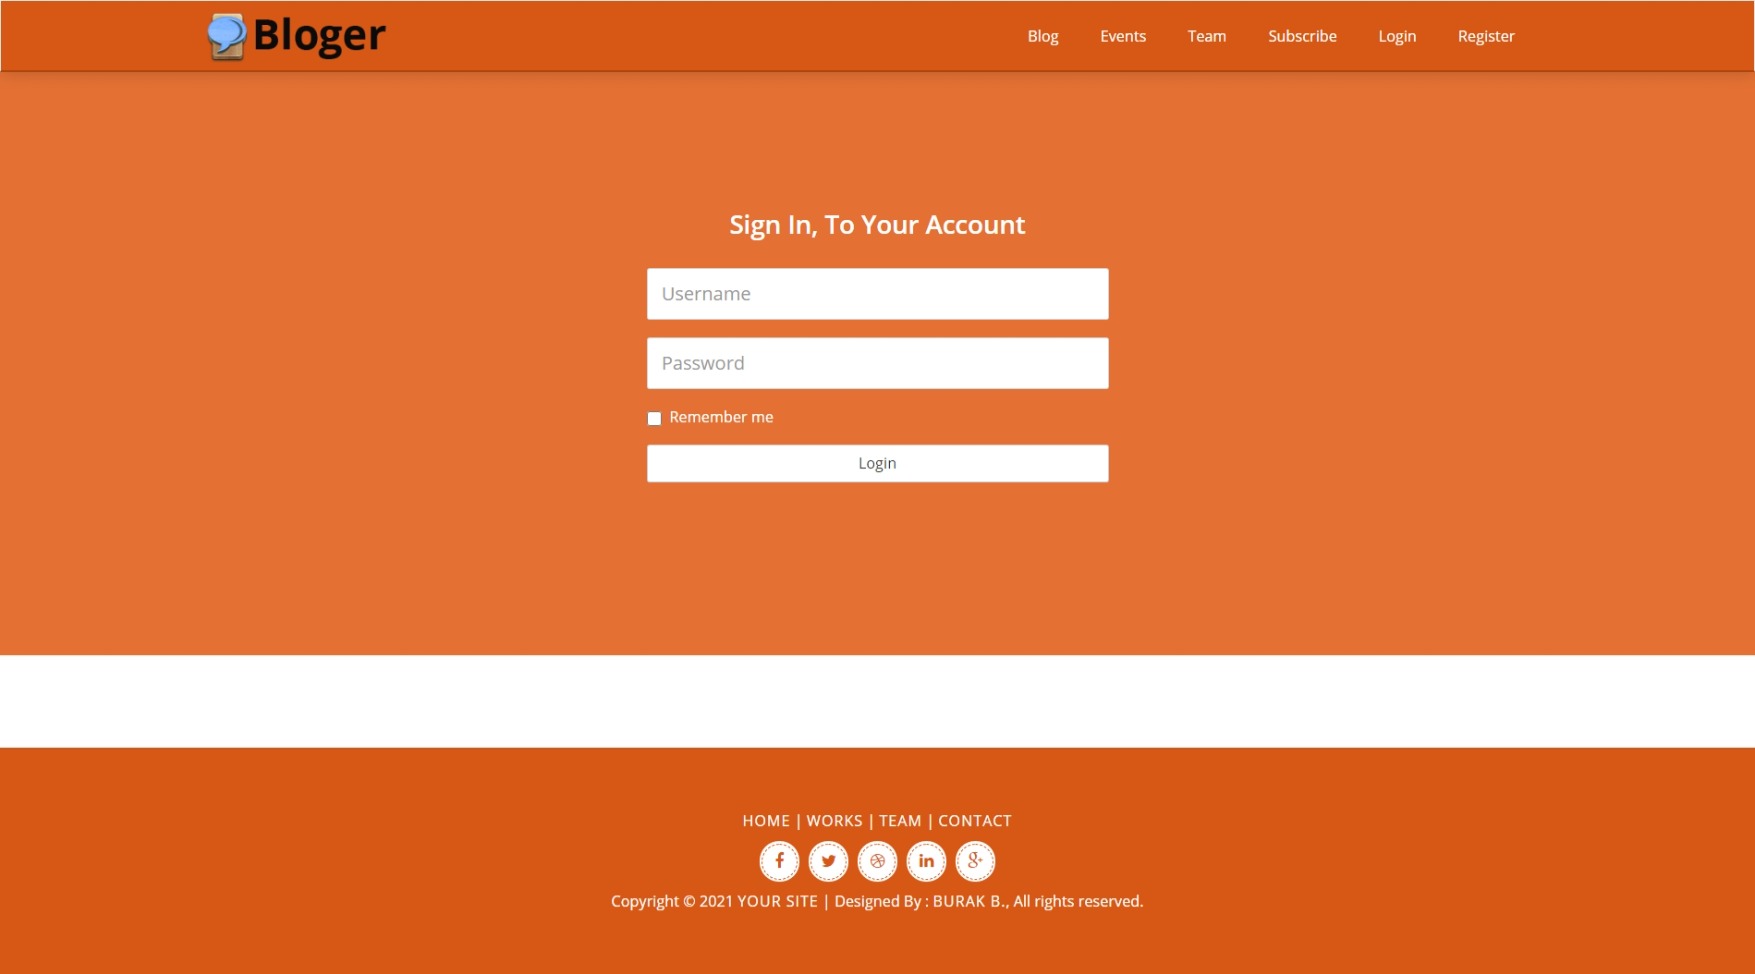 Bloger
Blog Events Team Subscribe Login Register
Sign In, To Your Account
Username
Password
Remember me
Login
HOME | WORKS | TEAM | CONTACT
Copyright © 2021 YOUR SITE | Designed By : BURAK B., All rights reserved.